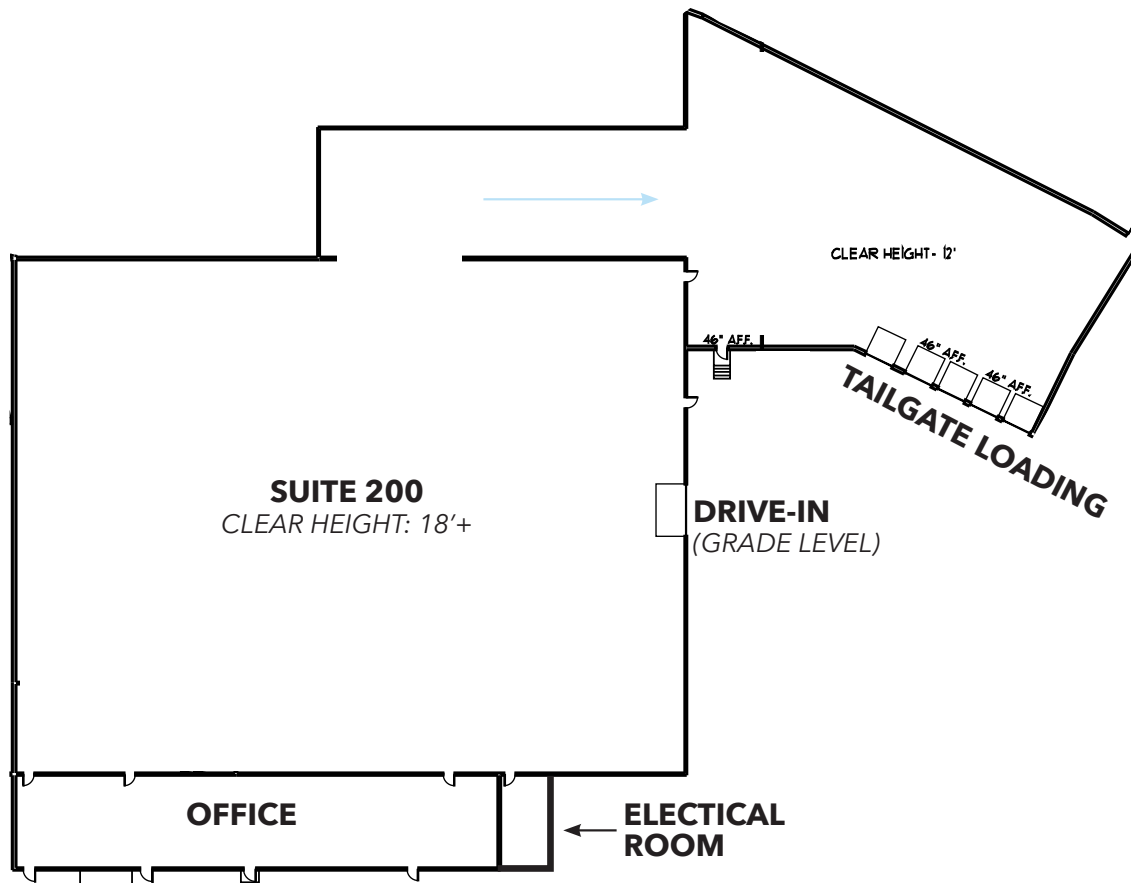 CLEAR HEIGHT- 12'
46" AFF.
46" AFF.
46" AFF.
TAILGATE LOADING
SUITE 200
CLEAR HEIGHT: 18’+
DRIVE-IN
(GRADE LEVEL)
OFFICE
ELECTICAL
ROOM